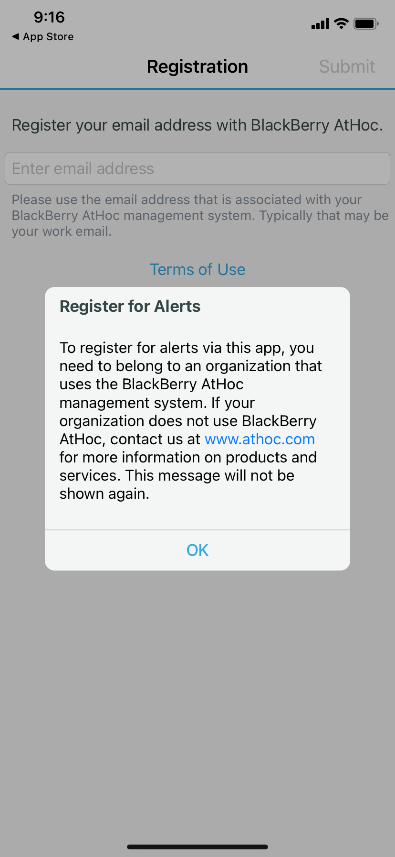 9:16
◀ App Store
Registration
Submit
Register your email address with BlackBerry AtHoc.
Enter email address
Please use the email address that is associated with your
BlackBerry AtHoc management system. Typically that may be
your work email.
Terms of Use
Register for Alerts
To register for alerts via this app, you
need to belong to an organization that
uses the BlackBerry AtHoc
management system. If your
organization does not use BlackBerry
AtHoc, contact us at www.athoc.com
for more information on products and
services. This message will not be
shown again.
OK